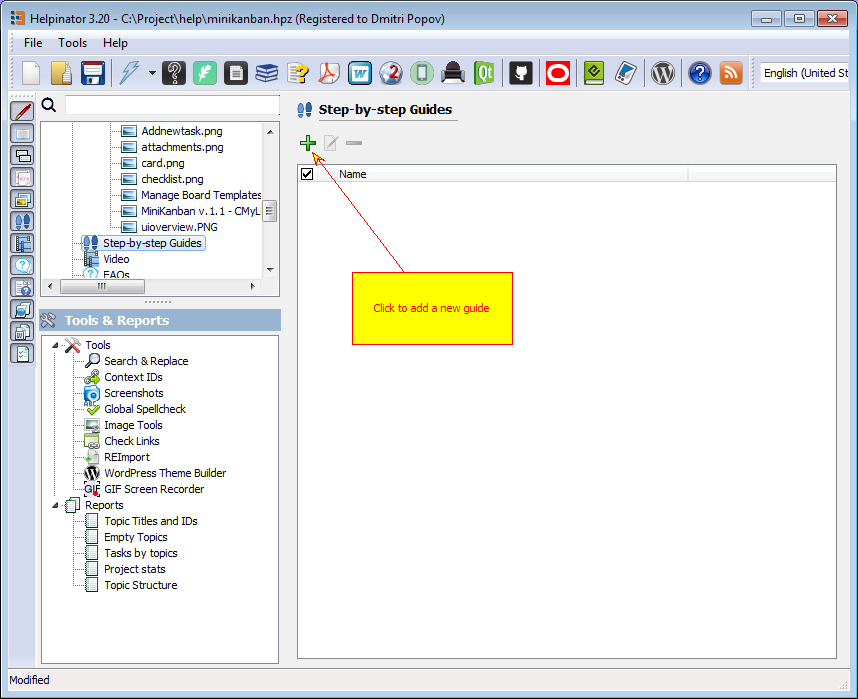 Helpinator 3.20 - C:\Project\help\minikanban.hpz (Registered to Dmitri Popov)
File Tools Help
English (United St
Addnewtask.png
attachments.png
card.png
checklist.png
Manage Board Templates
MiniKanban v.1.1 - CMyLi
uioverview.PNG
Step-by-step Guides
Video
FAQs
Tools & Reports
Tools
Search & Replace
Context IDs
Screenshots
ABC
Global Spellcheck
Image Tools
Check Links
REImport
WordPress Theme Builder
GIF GIF Screen Recorder
Reports
Topic Titles and IDs
Empty Topics
Tasks by topics
Project stats
Topic Structure
Step-by-step Guides
Name
Click to add a new guide
Modified